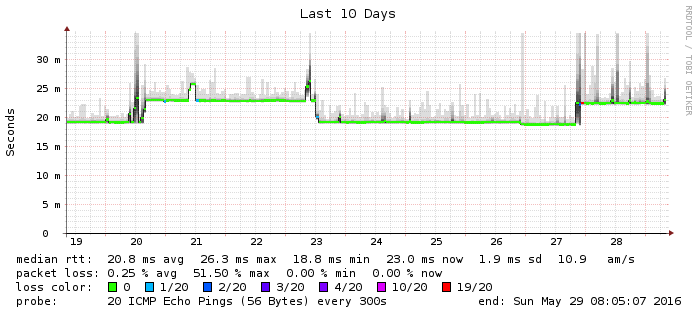 Last 10 Days
RRDTOOL / TOBI OETIKER
Seconds
30 m
25 m
20 m
15 m
10 m
5 m
0
19 20 21 22 23 24 25 26 27 28
median rtt: 20.8 ms avg 26.3 ms max 18.8 ms min 23.0 ms now 1.9 ms sd 10.9 am/s
packet loss: 0.25 % avg 51.50 % max 0.00 % min 0.00 % now
loss color: 0 1/20 2/20 3/20 4/20 10/20 19/20
probe: 20 ICMP Echo Pings (56 Bytes) every 300s end: Sun May 29 08:05:07 2016